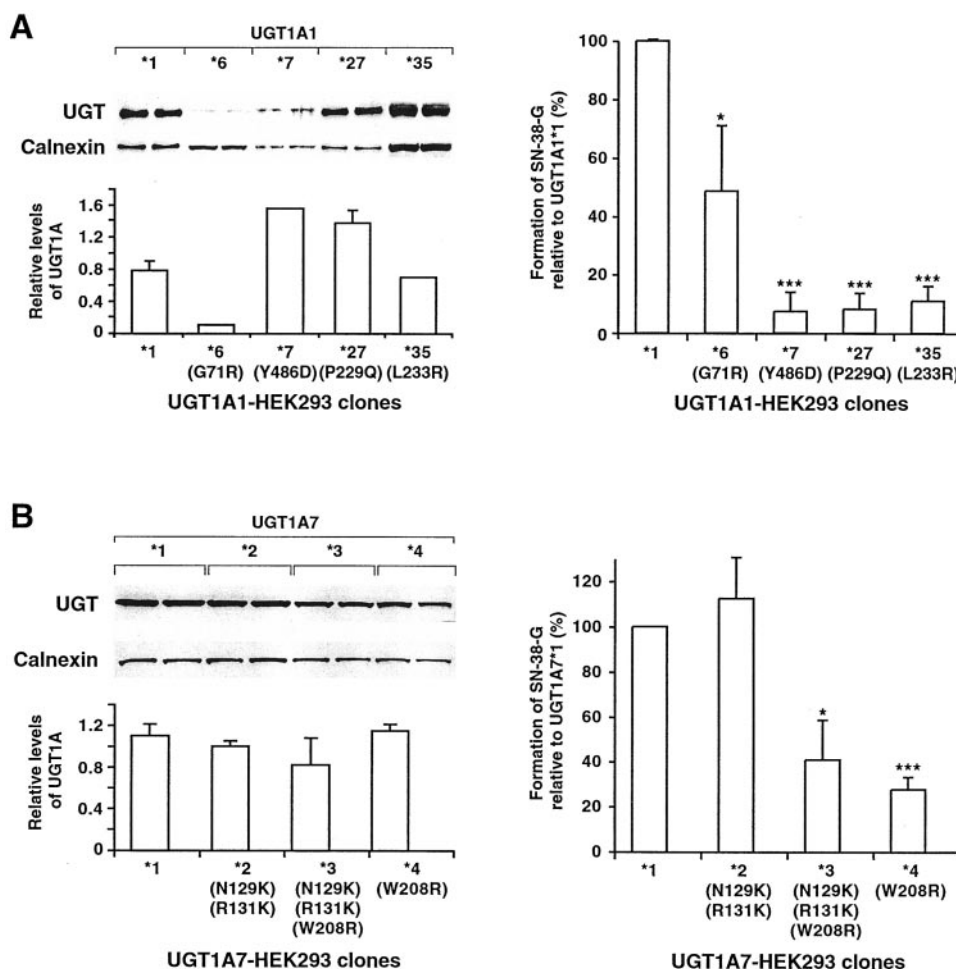 A
UGT1A1
*1 *6 *7 *27 *35
UGT
Calnexin
Relative levels
of UGT1A
1.6
1.2
0.8
0.4
0
*1 *6 *7 *27 *35
(G71R) (Y486D) (P229Q) (L233R)
UGT1A1-HEK293 clones
Formation of SN-38-G
relative to UGT1A1*1 (%)
100
80
60
40
20
0
* *** *** ***
*1 *6 *7 *27 *35
(G71R) (Y486D) (P229Q) (L233R)
UGT1A1-HEK293 clones
B
UGT1A7
*1 *2 *3 *4
UGT
Calnexin
Relative levels
of UGT1A
1.2
0.8
0.4
0
*1 *2 *3 *4
(N129K) (N129K) (W208R)
(R131K) (R131K)
(W208R)
UGT1A7-HEK293 clones
Formation of SN-38-G
relative to UGT1A7*1 (%)
120
100
80
60
40
20
0
* ***
*1 *2 *3 *4
(N129K) (N129K) (W208R)
(R131K) (R131K)
(W208R)
UGT1A7-HEK293 clones